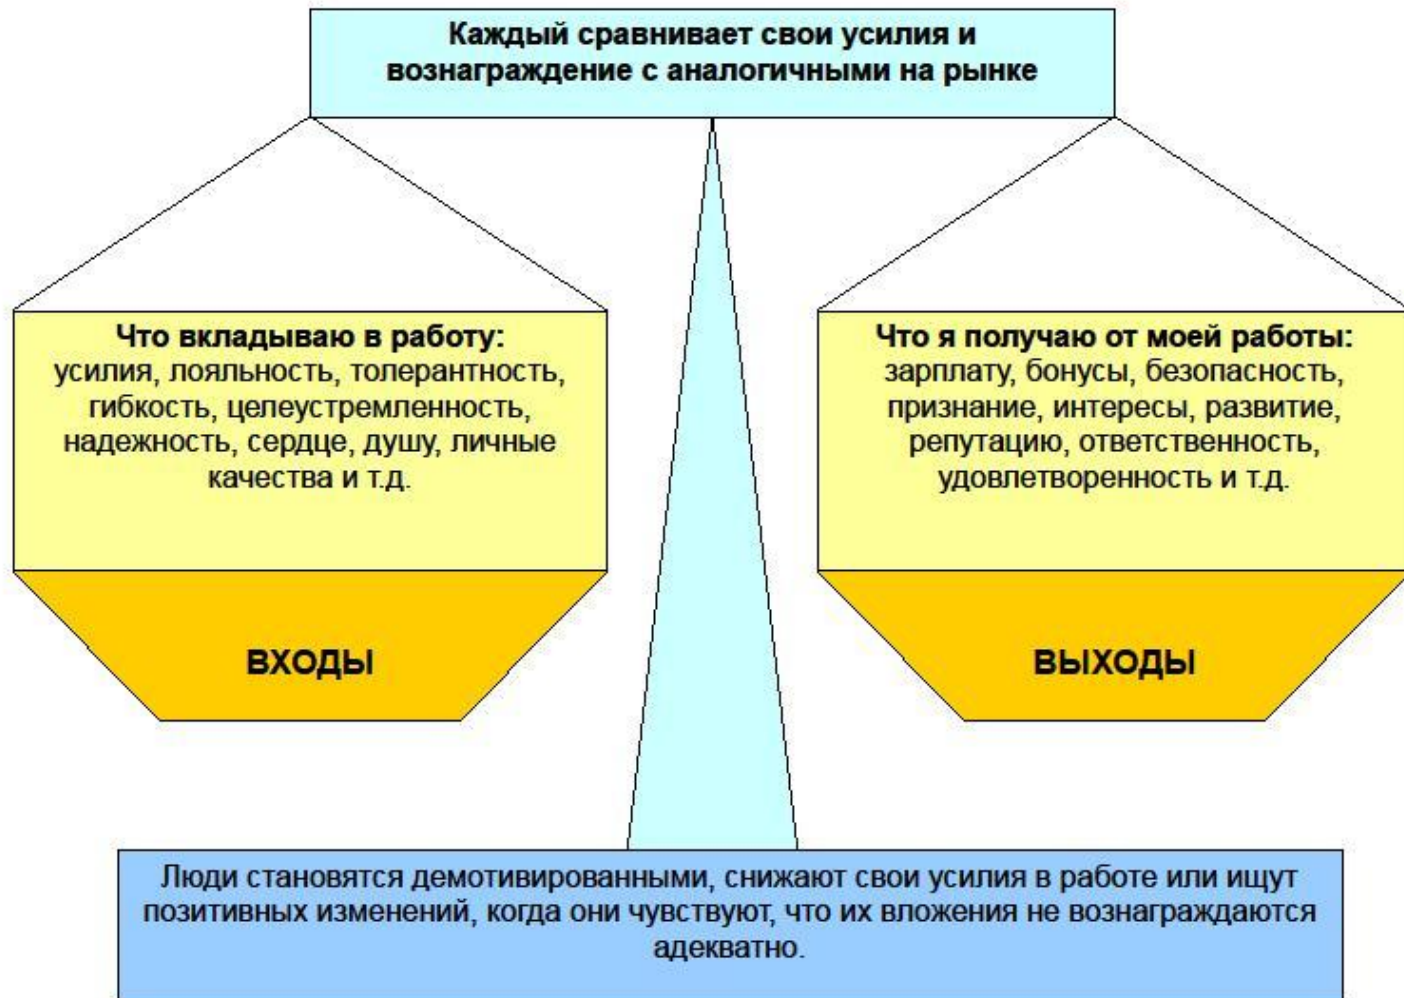 Каждый сравнивает свои усилия и
вознаграждение с аналогичными на рынке
Что вкладываю в работу:
усилия, лояльность, толерантность,
гибкость, целеустремленность,
надежность, сердце, душу, личные
качества и т.д.
ВХОДЫ
Что я получаю от моей работы:
зарплату, бонусы, безопасность,
признание, интересы, развитие,
репутацию, ответственность,
удовлетворенность и т.д.
ВЫХОДЫ
Люди становятся демотивированными, снижают свои усилия в работе или ищут
позитивных изменений, когда они чувствуют, что их вложения не вознаграждаются
адекватно.